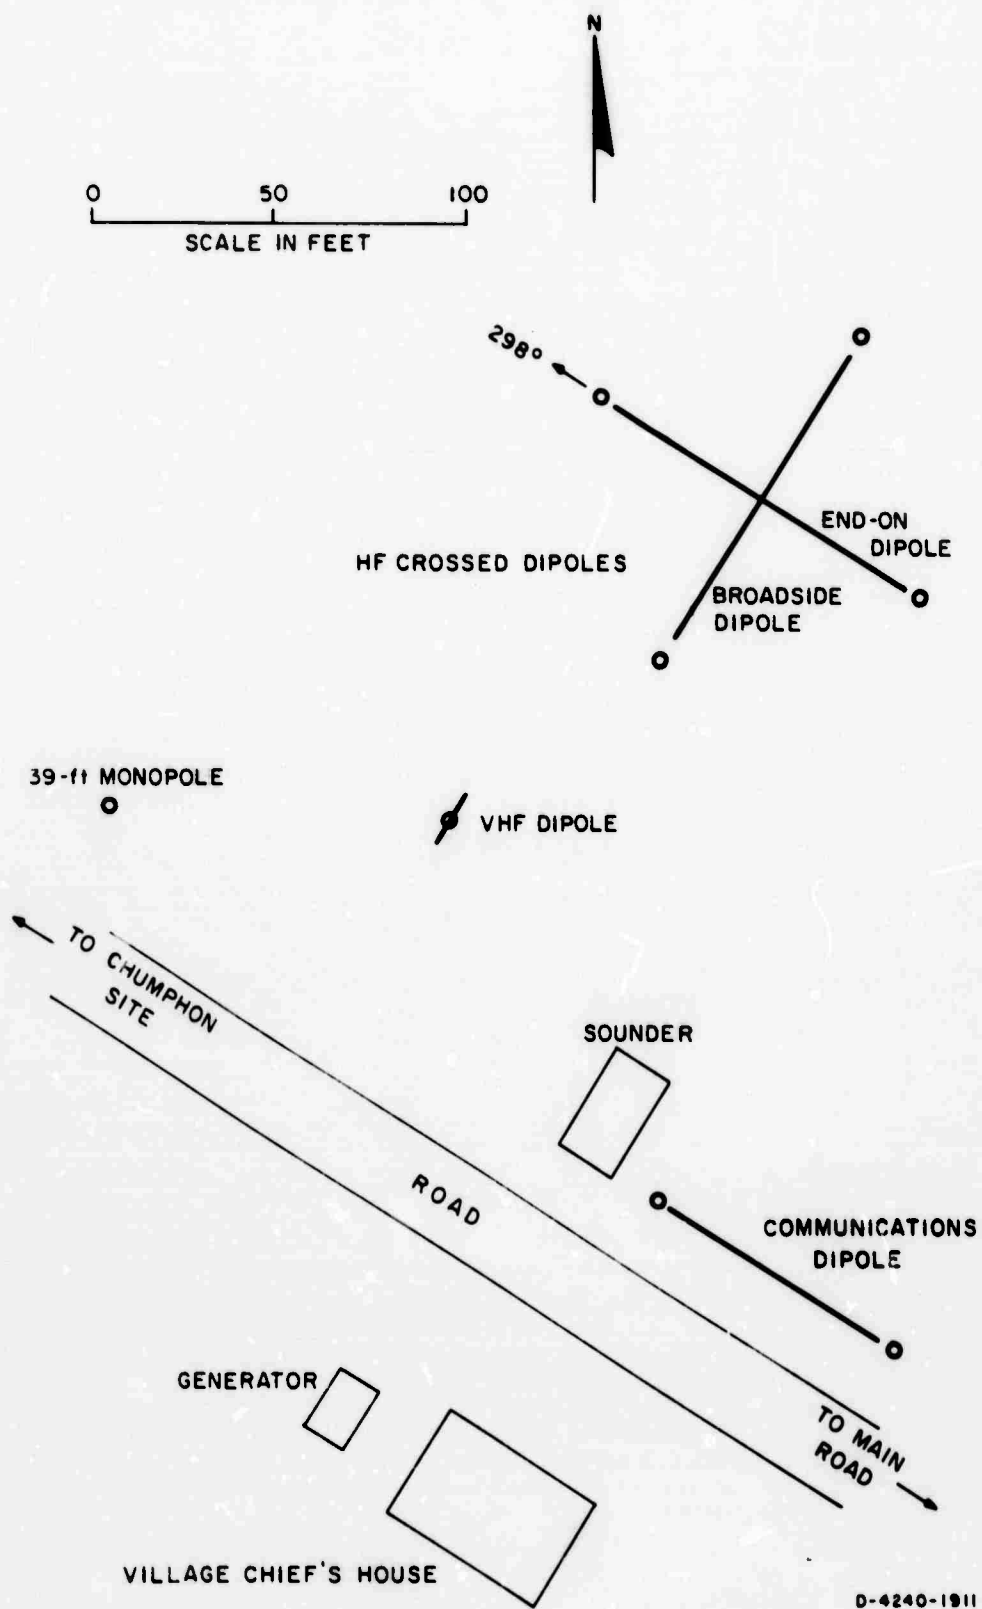 N
0 50 100
SCALE IN FEET
298°
END-ON
DIPOLE
HF CROSSED DIPOLES
BROADSIDE
DIPOLE
39-ft MONOPOLE
VHF DIPOLE
TO CHUMPHON
SITE
SOUNDER
ROAD
COMMUNICATIONS
DIPOLE
GENERATOR
TO MAIN
ROAD
VILLAGE CHIEF'S HOUSE
D-4240-1911